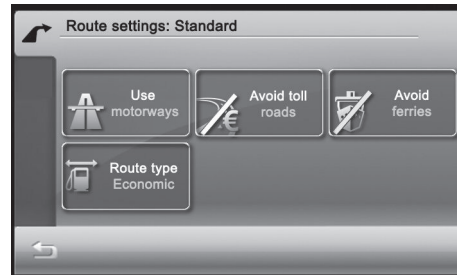 Route settings: Standard
Use
motorways
Avoid toll
roads
Avoid
ferries
Route type
Economic